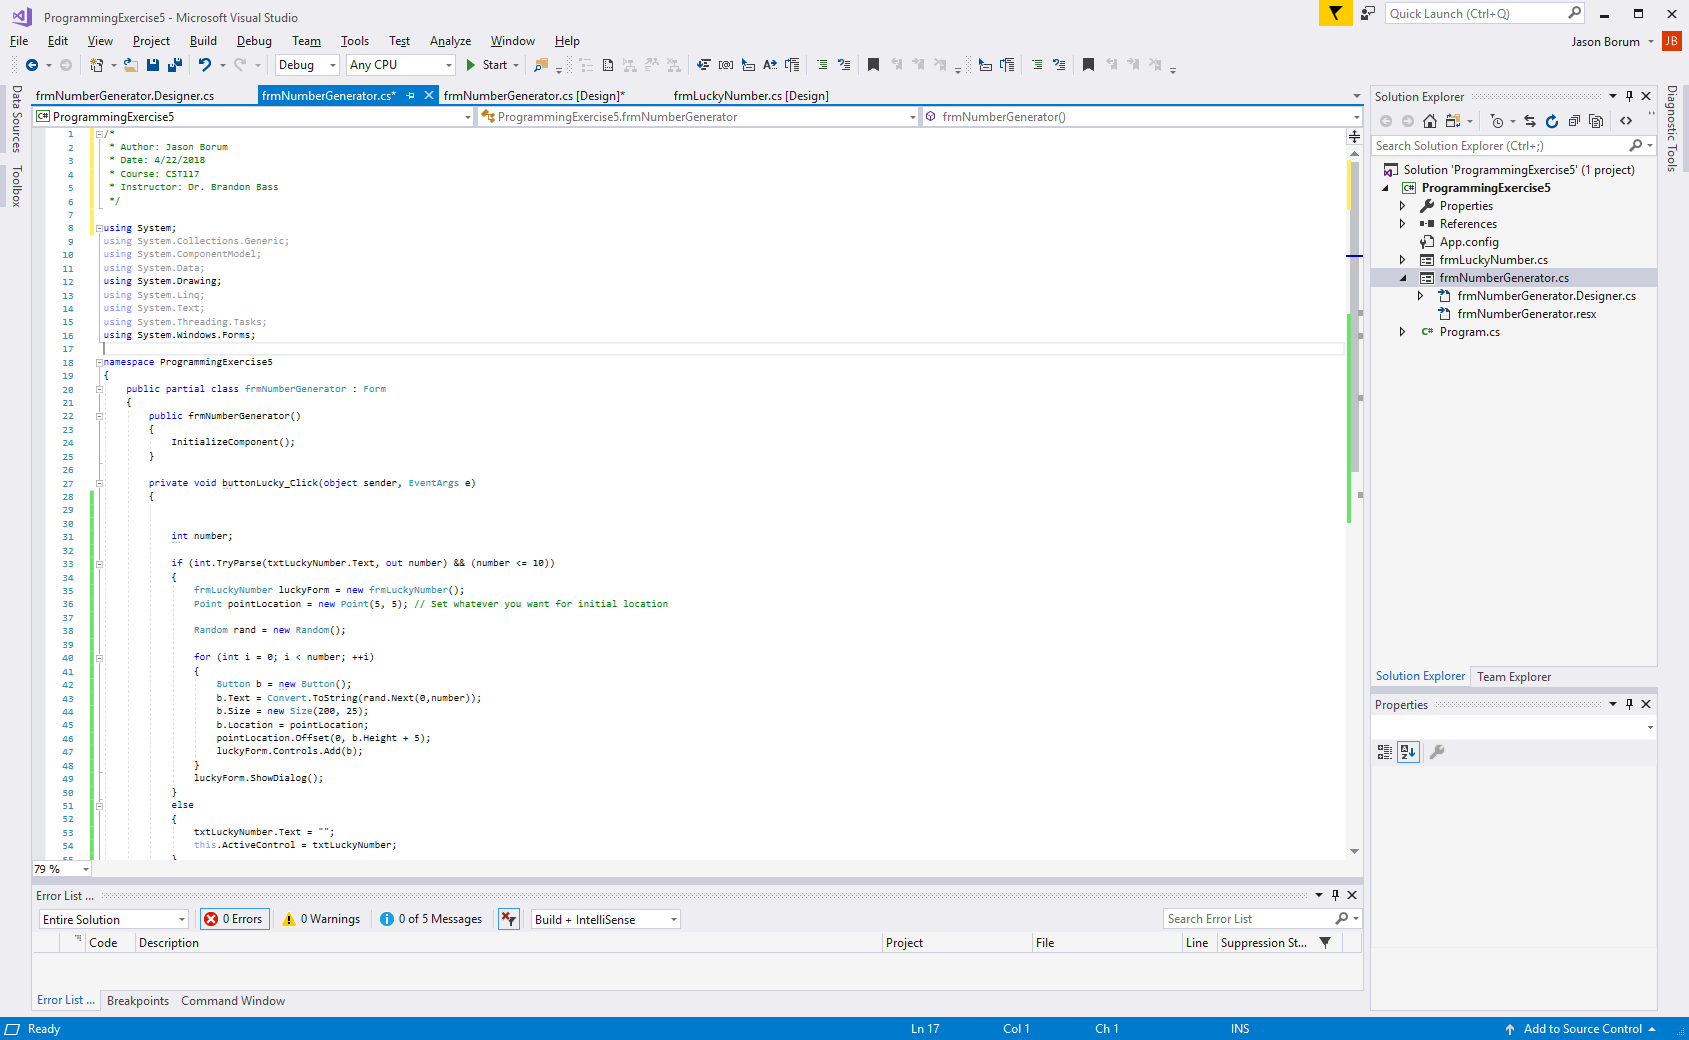 ProgrammingExercise5 - Microsoft Visual Studio
Quick Launch (Ctrl+Q)
File Edit View Project Build Debug Team Tools Test Analyze Window Help
Jason Borum JB
Debug Any CPU Start
frmNumberGenerator.Designer.cs frmNumberGenerator.cs* frmNumberGenerator.cs [Design]* frmLuckyNumber.cs [Design]
C# ProgrammingExercise5 ProgrammingExercise5.frmNumberGenerator frmNumberGenerator()
Data Sources
Toolbox
1 /*
2 * Author: Jason Borum
3 * Date: 4/22/2018
4 * Course: CST117
5 * Instructor: Dr. Brandon Bass
6 */
7
8 using System;
9 using System.Collections.Generic;
10 using System.ComponentModel;
11 using System.Data;
12 using System.Drawing;
13 using System.Linq;
14 using System.Text;
15 using System.Threading.Tasks;
16 using System.Windows.Forms;
17
18 namespace ProgrammingExercise5
19 {
20 public partial class frmNumberGenerator : Form
21 {
22 public frmNumberGenerator()
23 {
24 InitializeComponent();
25 }
26
27 private void buttonLucky_Click(object sender, EventArgs e)
28 {
29
30
31 int number;
32
33 if (int.TryParse(txtLuckyNumber.Text, out number) && (number <= 10))
34 {
35 frmLuckyNumber luckyForm = new frmLuckyNumber();
36 Point pointLocation = new Point(5, 5); // Set whatever you want for initial location
37
38 Random rand = new Random();
39
40 for (int i = 0; i < number; ++i)
41 {
42 Button b = new Button();
43 b.Text = Convert.ToString(rand.Next(0,number));
44 b.Size = new Size(200, 25);
45 b.Location = pointLocation;
46 pointLocation.Offset(0, b.Height + 5);
47 luckyForm.Controls.Add(b);
48 }
49 luckyForm.ShowDialog();
50 }
51 else
52 {
53 txtLuckyNumber.Text = "";
54 this.ActiveControl = txtLuckyNumber;
55 }
79 %
Solution Explorer
Search Solution Explorer (Ctrl+;)
Solution 'ProgrammingExercise5' (1 project)
C# ProgrammingExercise5
Properties
References
App.config
frmLuckyNumber.cs
frmNumberGenerator.cs
frmNumberGenerator.Designer.cs
frmNumberGenerator.resx
C# Program.cs
Solution Explorer Team Explorer
Properties
Diagnostic Tools
Error List ...
Entire Solution 0 Errors 0 Warnings 0 of 5 Messages Build + IntelliSense Search Error List
Code Description Project File Line Suppression St...
Error List ... Breakpoints Command Window
Ready Ln 17 Col 1 Ch 1 INS Add to Source Control